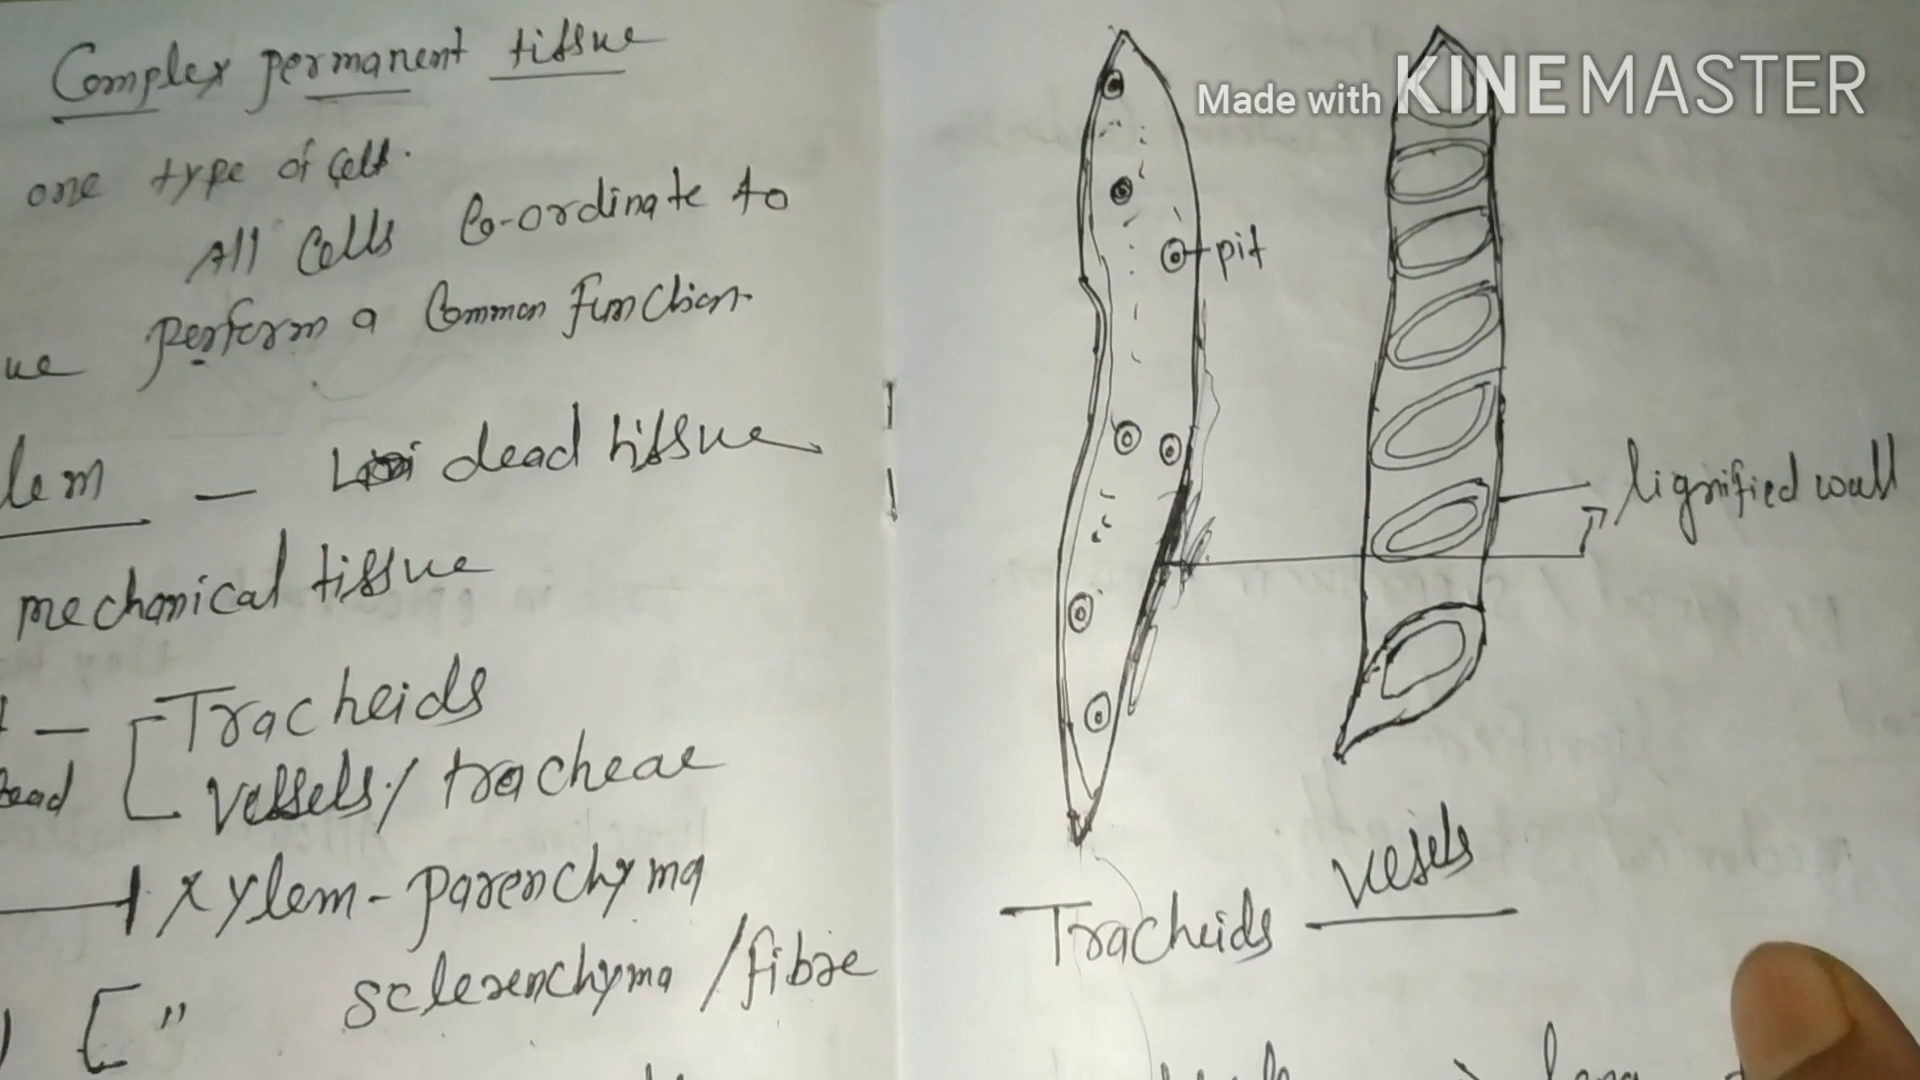 Complex permanent tissue
one type of cell.
All Cells Co-ordinate to
ue perform a Common function.
lem - dead tissue
mechanical tissue
Tracheids
ead vessels / tracheae
xylem - parenchyma
" sclerenchyma / fibre
Made with KINEMASTER
pit
lignified wall
vesels
Tracheids